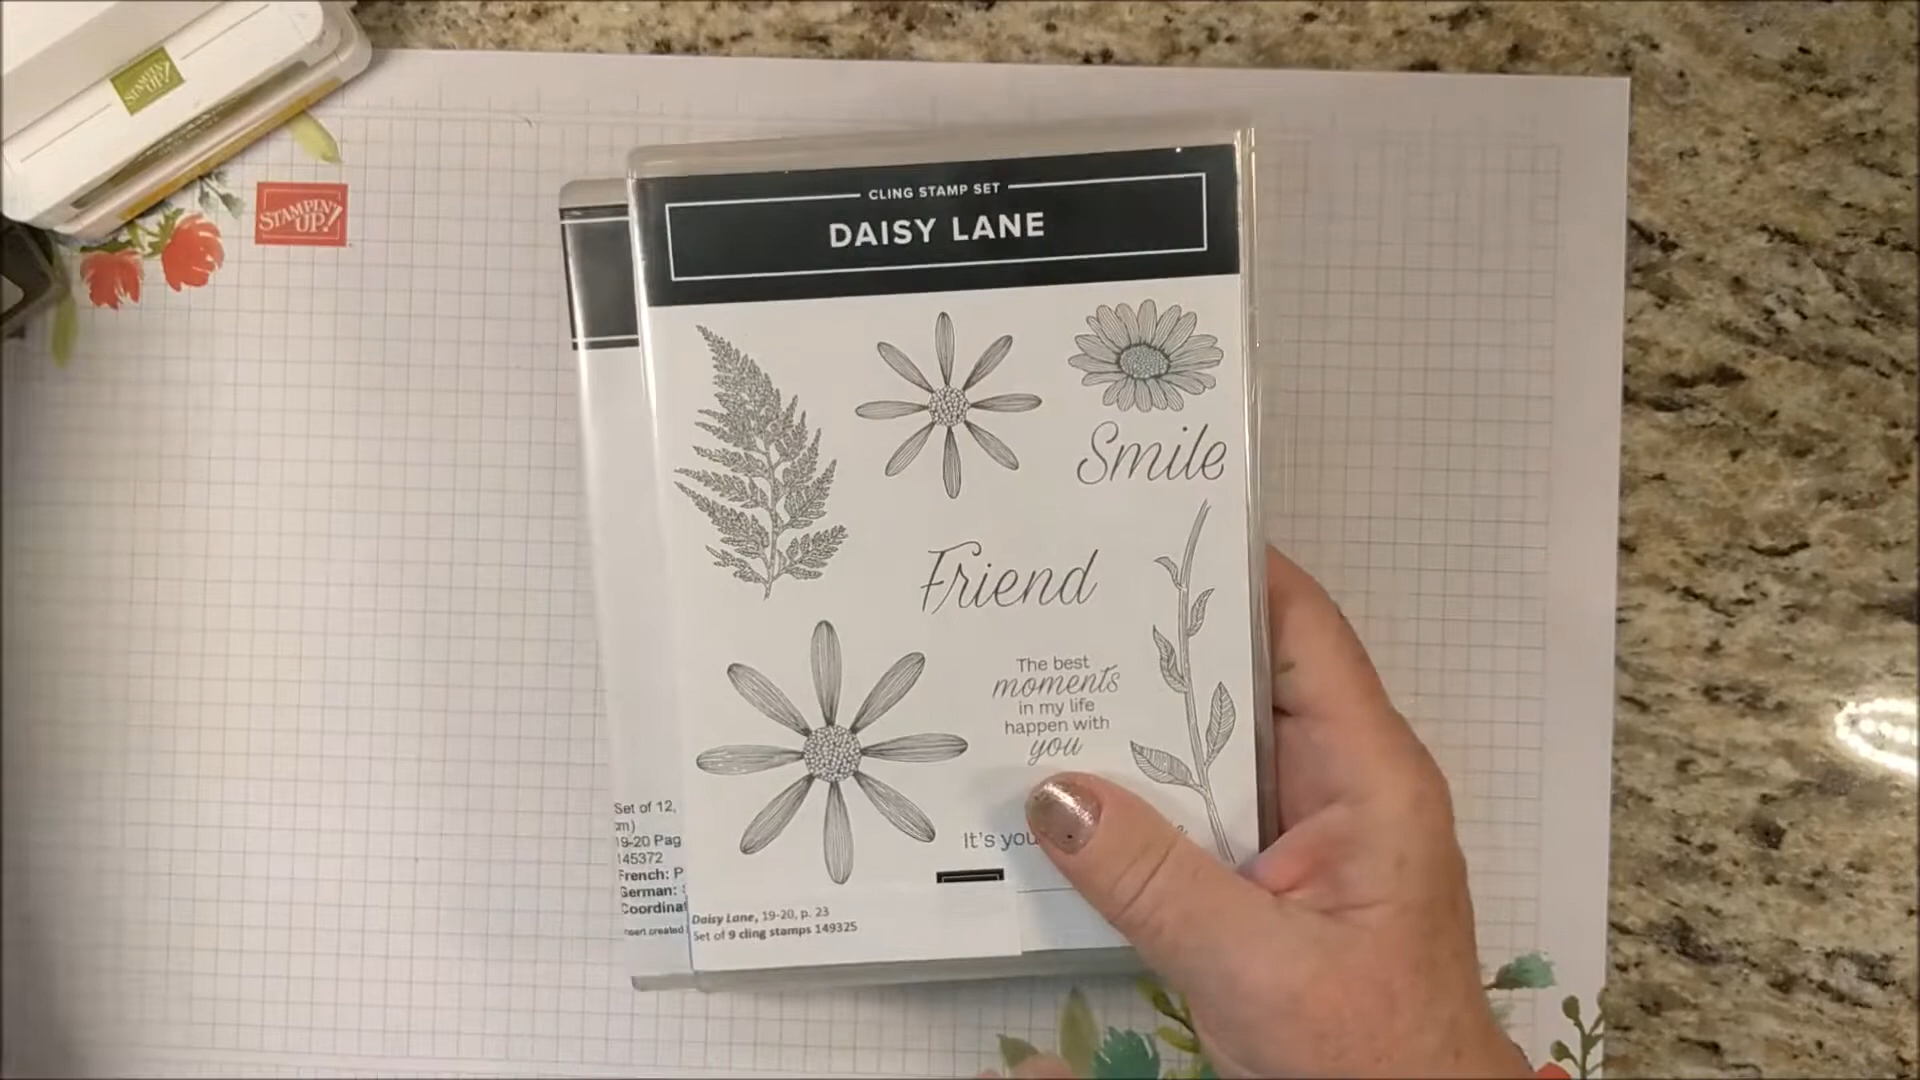 STAMPIN' UP!
STAMPIN' UP!
CLING STAMP SET
DAISY LANE
Smile
Friend
The best
moments
in my life
happen with
you
It's you
Set of 12,
19-20 Pag
145372
French: P
German:
Coordina
Daisy Lane, 19-20, p. 23
Set of 9 cling stamps 149325